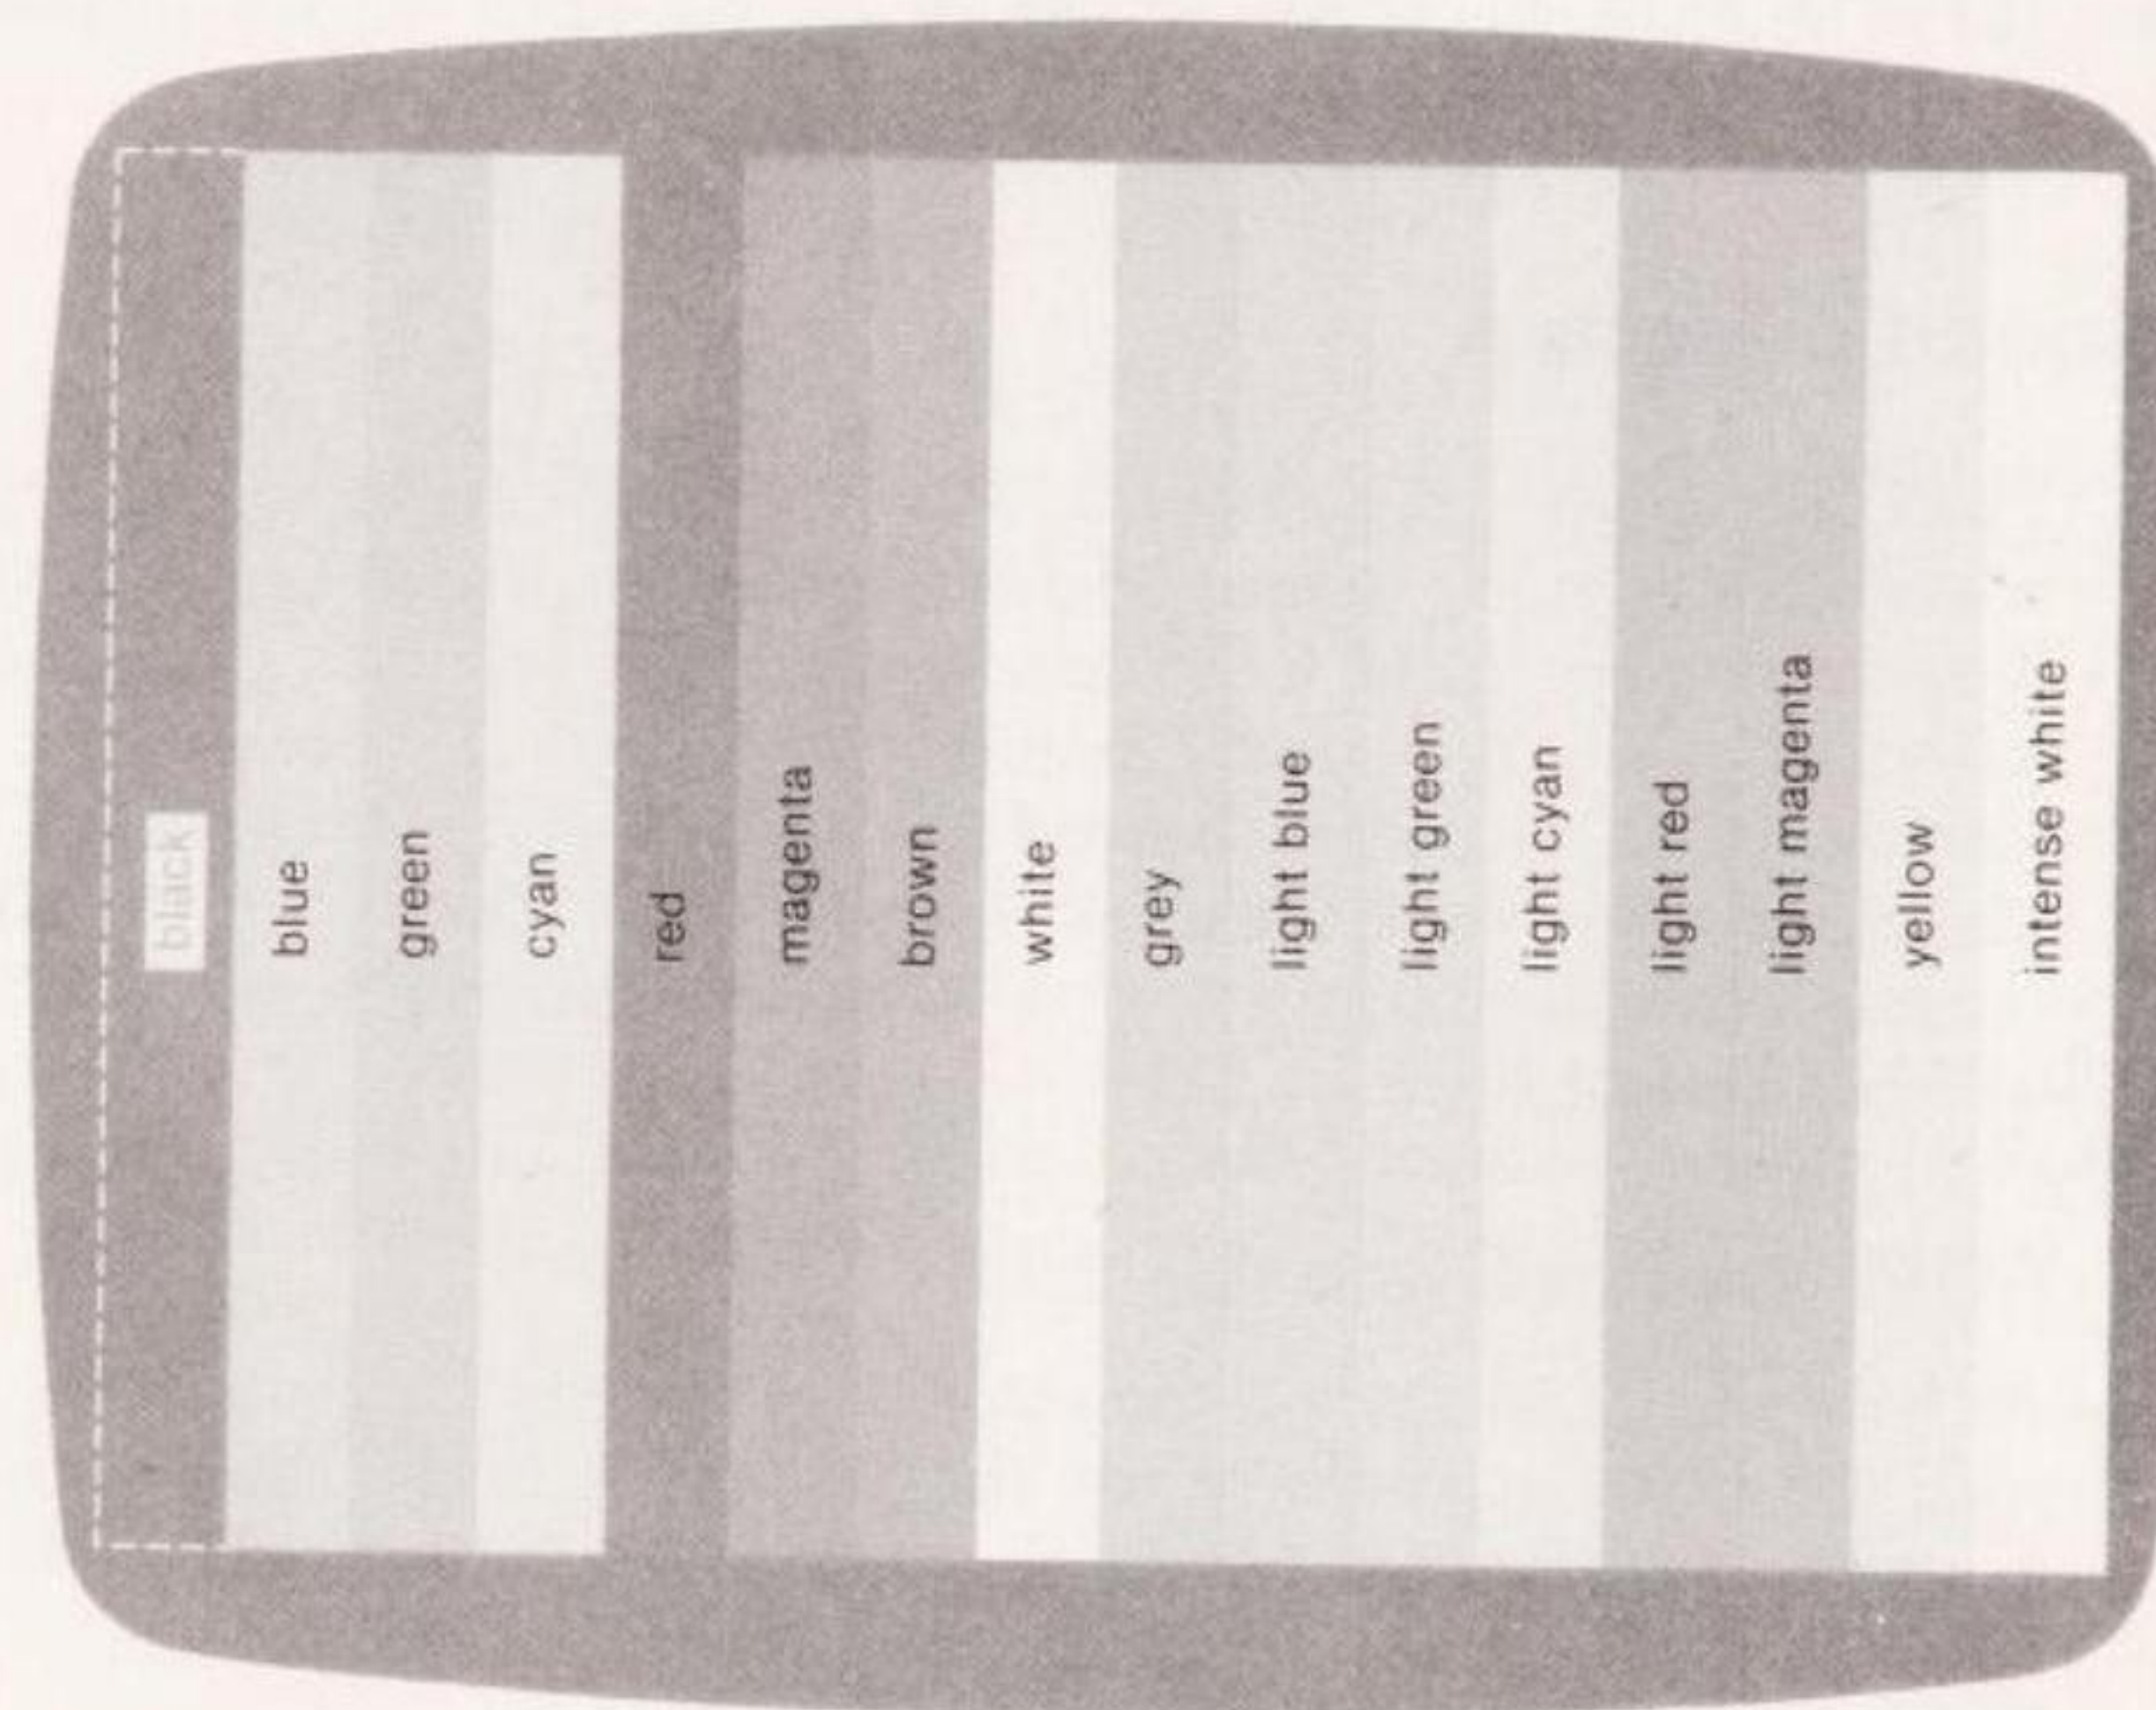 black
blue
green
cyan
red
magenta
brown
white
grey
light blue
light green
light cyan
light red
light magenta
yellow
intense white